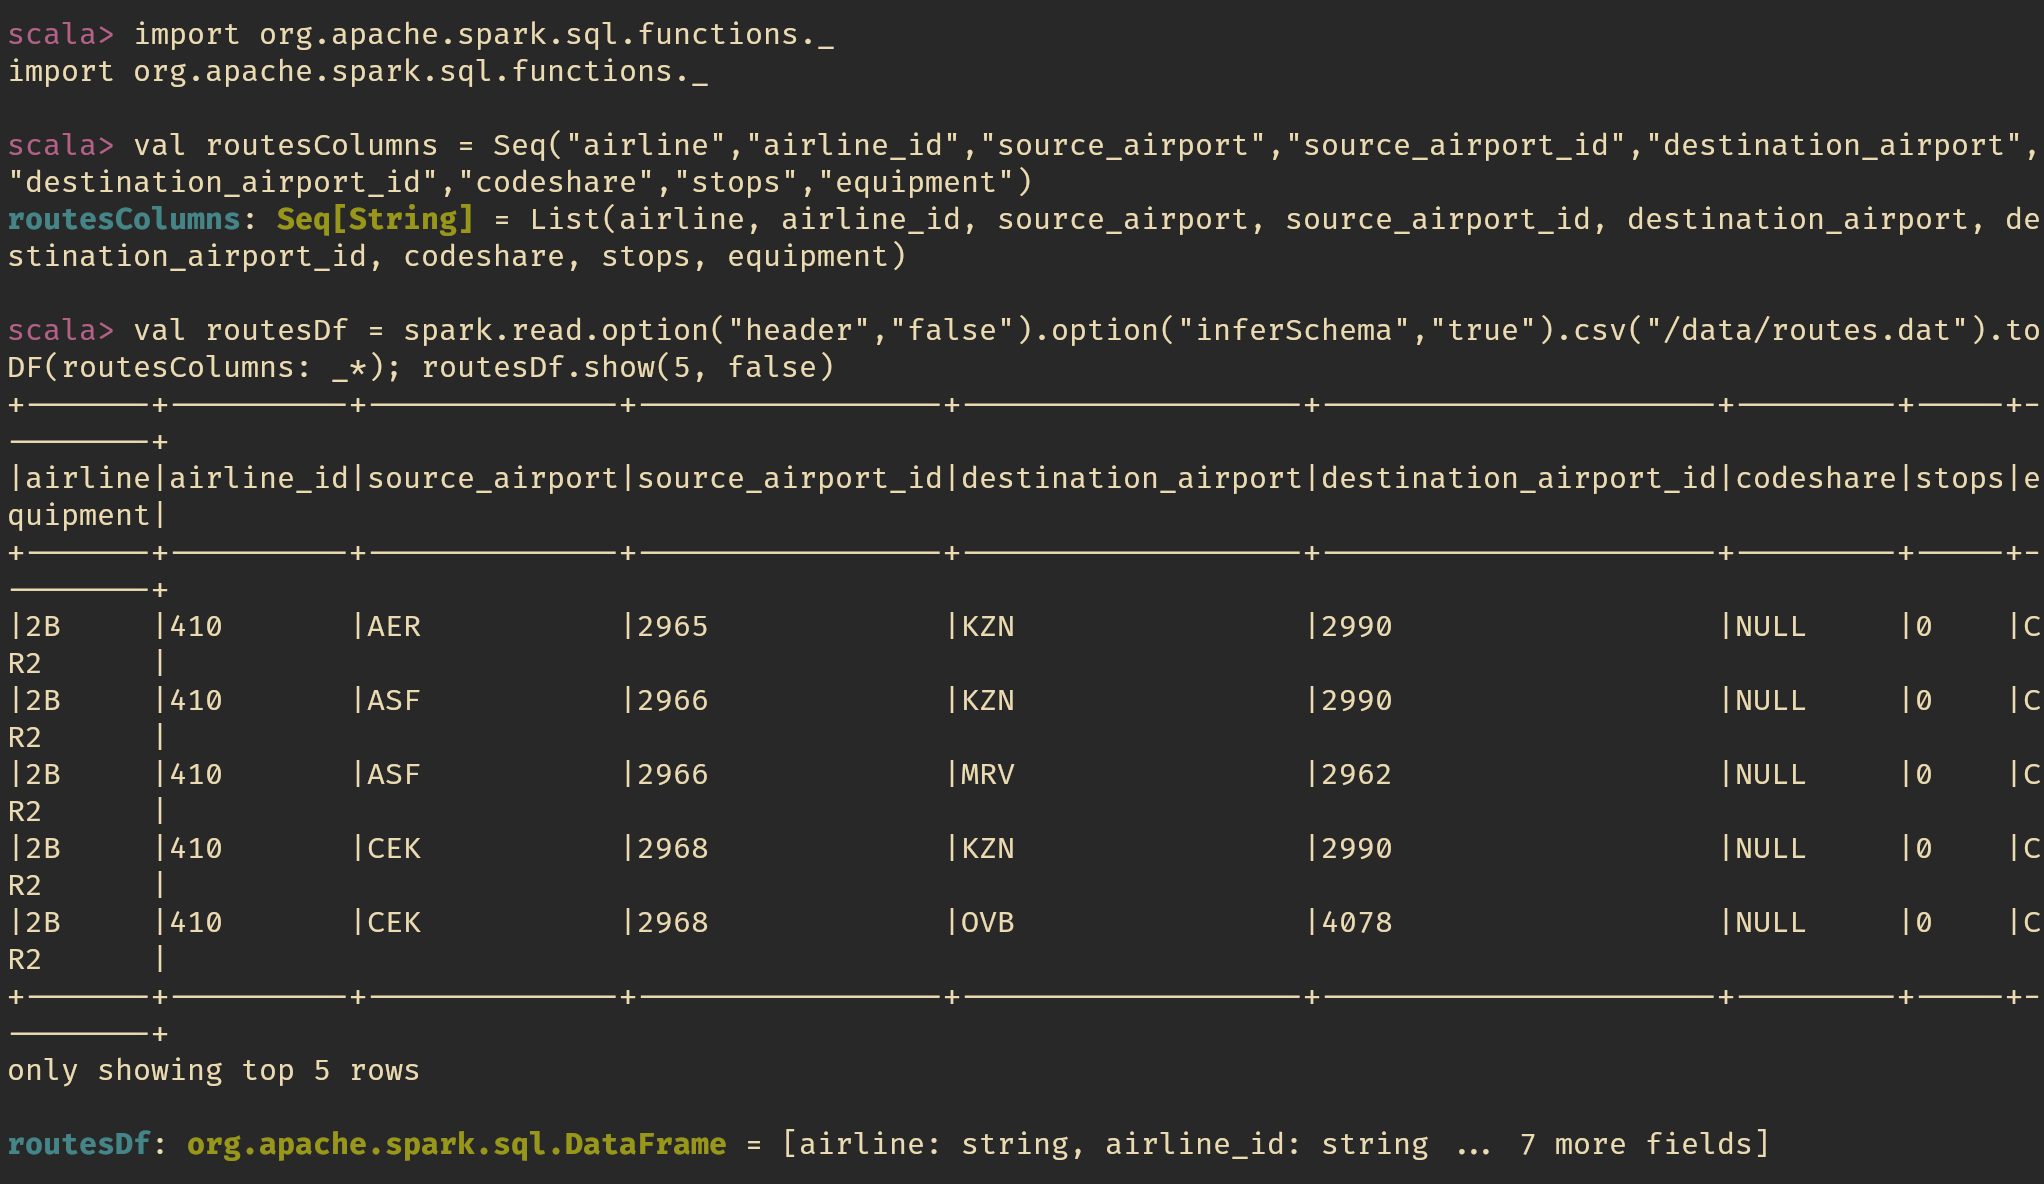 scala> import org.apache.spark.sql.functions._
import org.apache.spark.sql.functions._

scala> val routesColumns = Seq("airline","airline_id","source_airport","source_airport_id","destination_airport",
"destination_airport_id","codeshare","stops","equipment")
routesColumns: Seq[String] = List(airline, airline_id, source_airport, source_airport_id, destination_airport, de
stination_airport_id, codeshare, stops, equipment)

scala> val routesDf = spark.read.option("header","false").option("inferSchema","true").csv("/data/routes.dat").to
DF(routesColumns: _*); routesDf.show(5, false)
+-------+----------+--------------+-----------------+-------------------+----------------------+---------+-----+-
--------+
|airline|airline_id|source_airport|source_airport_id|destination_airport|destination_airport_id|codeshare|stops|e
quipment|
+-------+----------+--------------+-----------------+-------------------+----------------------+---------+-----+-
--------+
|2B     |410       |AER           |2965             |KZN                |2990                  |NULL     |0    |C
R2      |
|2B     |410       |ASF           |2966             |KZN                |2990                  |NULL     |0    |C
R2      |
|2B     |410       |ASF           |2966             |MRV                |2962                  |NULL     |0    |C
R2      |
|2B     |410       |CEK           |2968             |KZN                |2990                  |NULL     |0    |C
R2      |
|2B     |410       |CEK           |2968             |OVB                |4078                  |NULL     |0    |C
R2      |
+-------+----------+--------------+-----------------+-------------------+----------------------+---------+-----+-
--------+
only showing top 5 rows

routesDf: org.apache.spark.sql.DataFrame = [airline: string, airline_id: string ... 7 more fields]